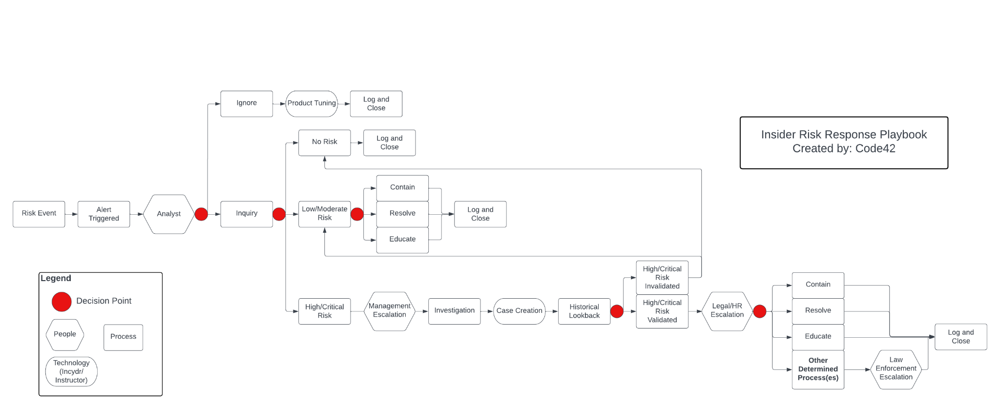 Ignore
Product Tuning
Log and
Close
Insider Risk Response Playbook
Created by: Code42
No Risk
Log and
Close
Risk Event
Alert
Triggered
Analyst
Inquiry
Low/Moderate
Risk
Contain
Resolve
Educate
Log and
Close
High/Critical
Risk
Management
Escalation
Investigation
Case Creation
Historical
Lookback
High/Critical
Risk
Invalidated
High/Critical
Risk
Validated
Legal/HR
Escalation
Contain
Resolve
Educate
Other
Determined
Process(es)
Law
Enforcement
Escalation
Log and
Close
Legend
Decision Point
People
Process
Technology
(Incydr/
Instructor)